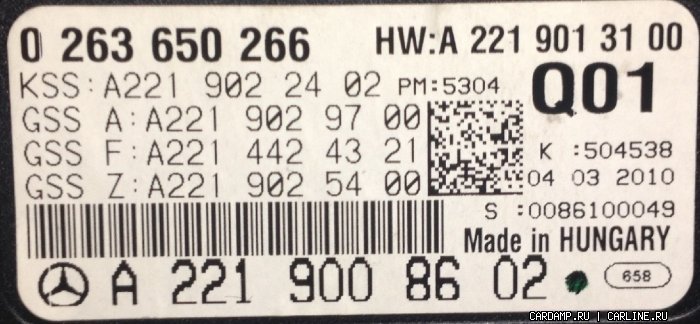 0 263 650 266 HW:A 221 901 31 00
KSS:A221 902 24 02 PM:5304 Q01
GSS A:A221 902 97 00
GSS F:A221 442 43 21 K :504538
GSS Z:A221 902 54 00 04 03 2010
S :0086100049
Made in HUNGARY
A 221 900 86 02 658
CARDAMP.RU | CARLINE.RU